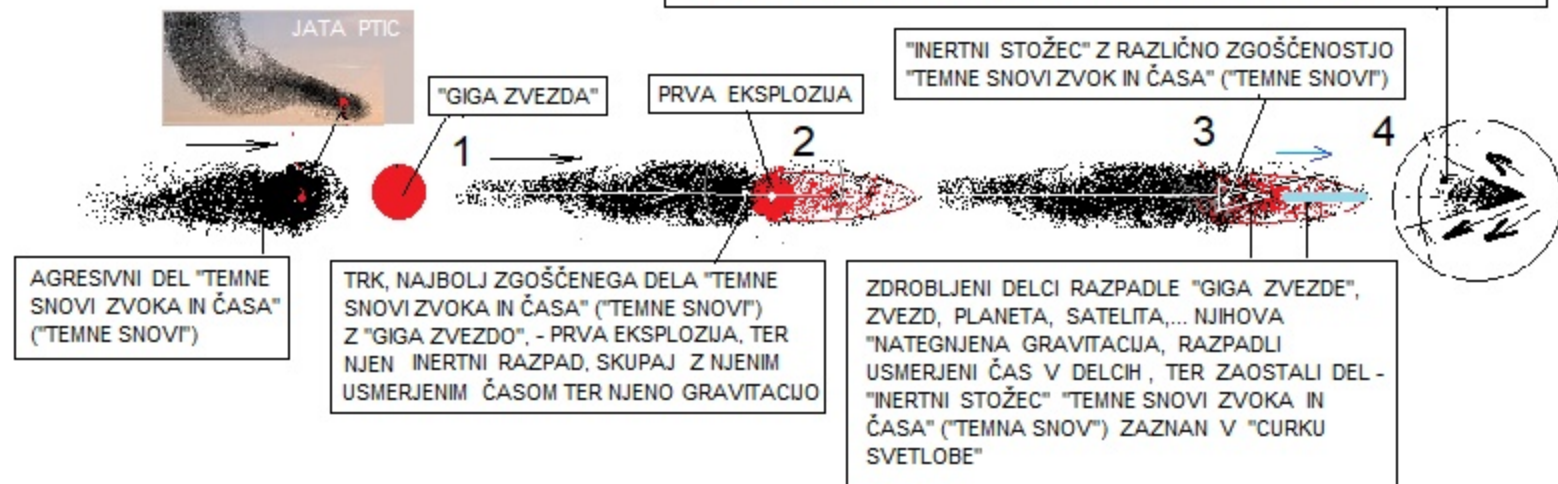 JATA PTIC
"GIGA ZVEZDA"
PRVA EKSPLOZIJA
"INERTNI STOŽEC" Z RAZLIČNO ZGOŠČENOSTJO
"TEMNE SNOVI ZVOK IN ČASA" ("TEMNE SNOVI")
1
2
3
4
AGRESIVNI DEL "TEMNE
SNOVI ZVOKA IN ČASA"
("TEMNE SNOVI")
TRK, NAJBOLJ ZGOŠČENEGA DELA "TEMNE
SNOVI ZVOKA IN ČASA" ("TEMNE SNOVI")
Z "GIGA ZVEZDO", - PRVA EKSPLOZIJA, TER
NJEN INERTNI RAZPAD, SKUPAJ Z NJENIM
USMERJENIM ČASOM TER NJENO GRAVITACIJO
ZDROBLJENI DELCI RAZPADLE "GIGA ZVEZDE",
ZVEZD, PLANETA, SATELITA,... NJIHOVA
"NATEGNJENA GRAVITACIJA, RAZPADLI
USMERJENI ČAS V DELCIH , TER ZAOSTALI DEL -
"INERTNI STOŽEC" "TEMNE SNOVI ZVOKA IN
ČASA" ("TEMNA SNOV") ZAZNAN V "CURKU
SVETLOBE"